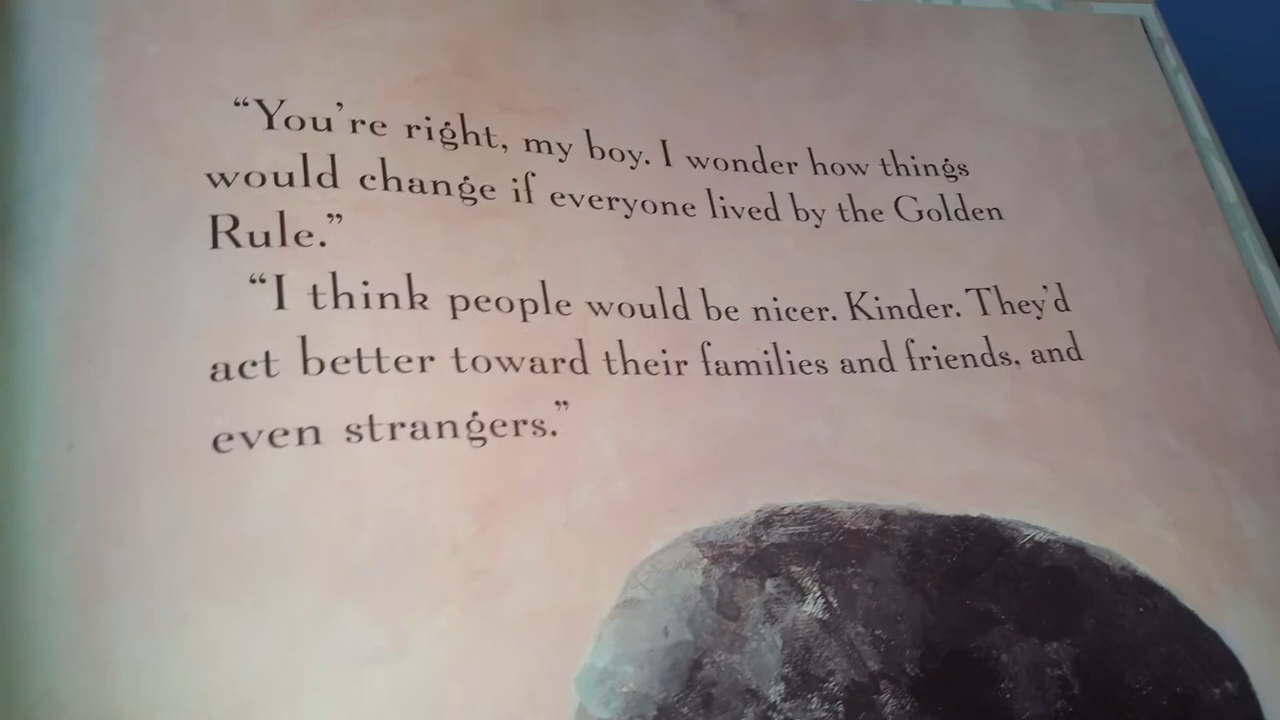 “You’re right, my boy. I wonder how things
would change if everyone lived by the Golden
Rule.”
“I think people would be nicer. Kinder. They’d
act better toward their families and friends, and
even strangers.”